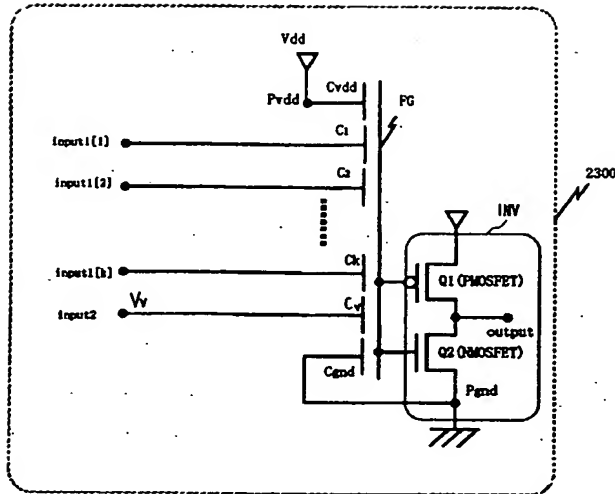 Vdd
Cvdd
Pvdd
FG
input1[1]
C1
input1[2]
C2
2300
INV
input1[k]
Ck
Q1(PMOSFET)
input2
Vv
Cv
output
Q2(NMOSFET)
Cgnd
Pgnd